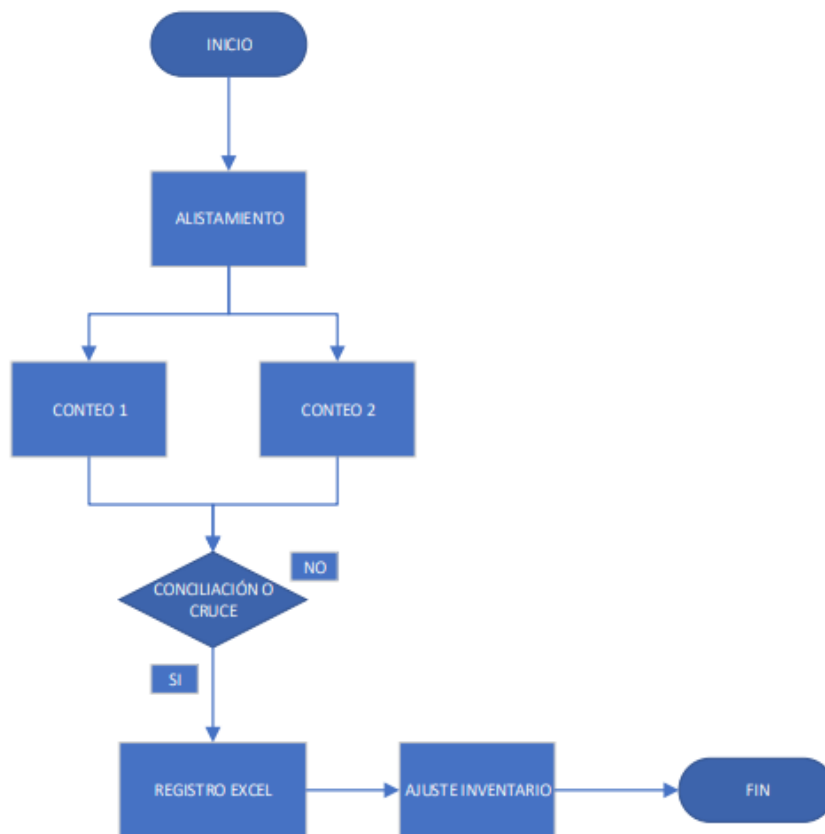 INICIO
ALISTAMIENTO
CONTEO 1
CONTEO 2
NO
CONCILIACIÓN O
CRUCE
SI
REGISTRO EXCEL
AJUSTE INVENTARIO
FIN